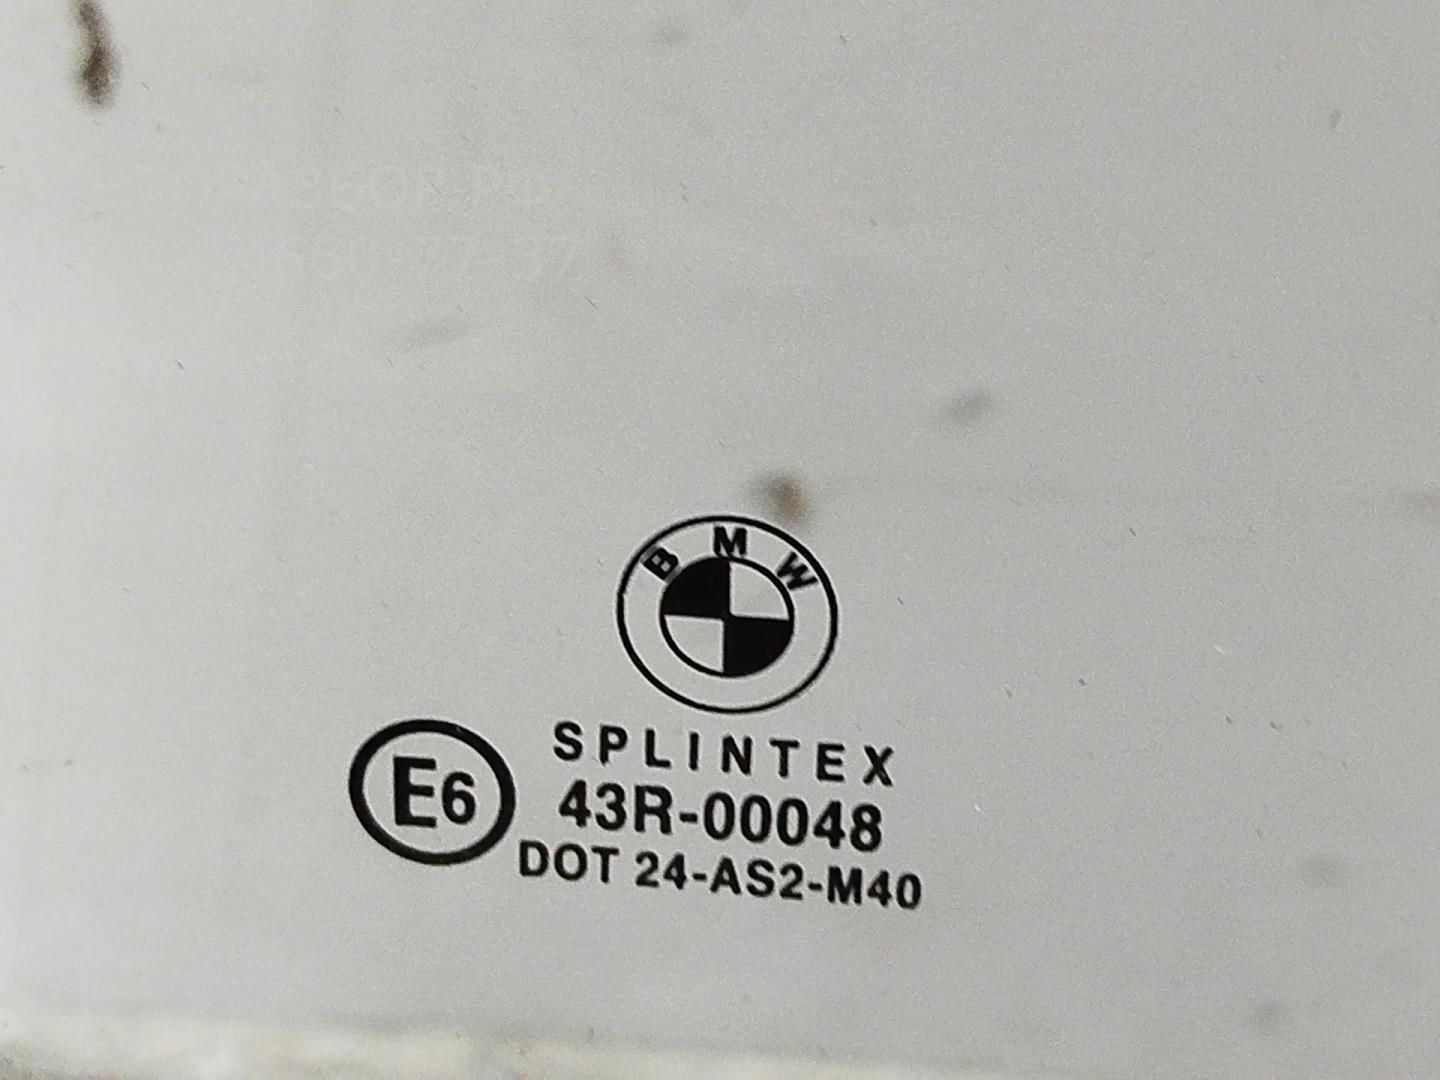 BMW
SPLINTEX
E6
43R-00048
DOT 24-AS2-M40